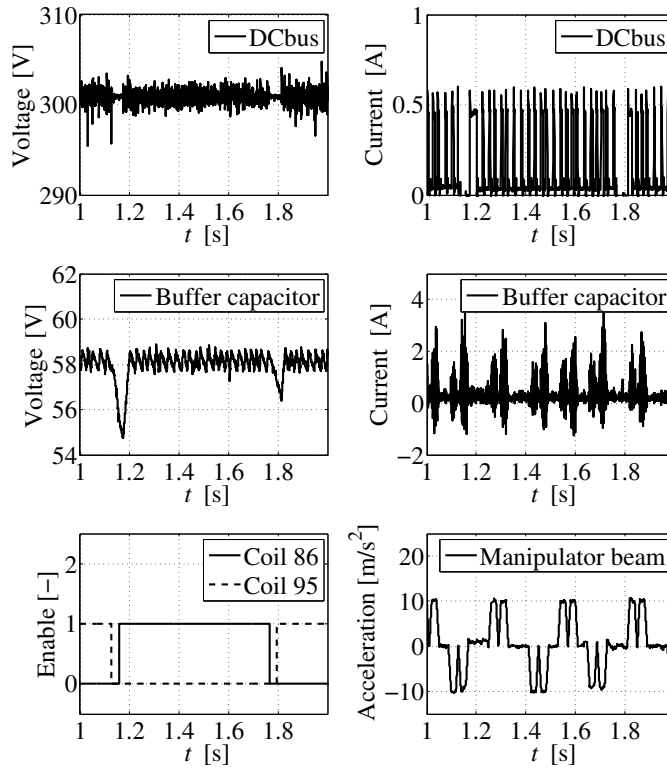 310
300
290
Voltage [V]
DCbus
1 1.2 1.4 1.6 1.8
t [s]
1
0.5
0
Current [A]
DCbus
1 1.2 1.4 1.6 1.8
t [s]
62
60
58
56
54
Voltage [V]
Buffer capacitor
1 1.2 1.4 1.6 1.8
t [s]
4
2
0
−2
Current [A]
Buffer capacitor
1 1.2 1.4 1.6 1.8
t [s]
2
1
0
Enable [-]
Coil 86
Coil 95
1 1.2 1.4 1.6 1.8
t [s]
20
10
0
−10
Acceleration [m/s²]
Manipulator beam
1 1.2 1.4 1.6 1.8
t [s]